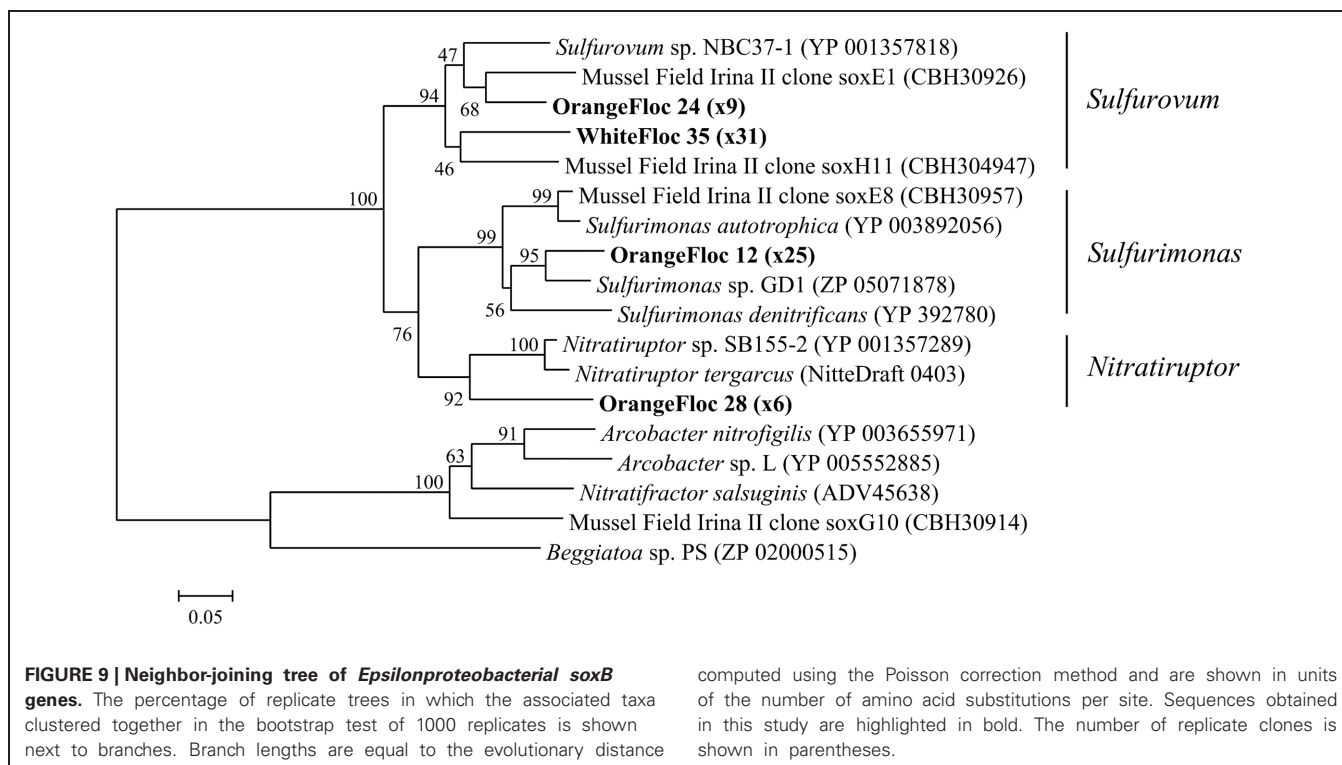 47
Sulfurovum sp. NBC37-1 (YP 001357818)
Mussel Field Irina II clone soxE1 (CBH30926)
94
68
OrangeFloc 24 (x9)
Sulfurovum
WhiteFloc 35 (x31)
46
Mussel Field Irina II clone soxH11 (CBH304947)
100
99
Mussel Field Irina II clone soxE8 (CBH30957)
Sulfurimonas autotrophica (YP 003892056)
99
95
OrangeFloc 12 (x25)
Sulfurimonas
Sulfurimonas sp. GD1 (ZP 05071878)
56
Sulfurimonas denitrificans (YP 392780)
76
100
Nitratiruptor sp. SB155-2 (YP 001357289)
Nitratiruptor tergarcus (NitteDraft 0403)
Nitratiruptor
92
OrangeFloc 28 (x6)
91
Arcobacter nitrofigilis (YP 003655971)
63
Arcobacter sp. L (YP 005552885)
100
Nitratifractor salsuginis (ADV45638)
Mussel Field Irina II clone soxG10 (CBH30914)
Beggiatoa sp. PS (ZP 02000515)
0.05
FIGURE 9 | Neighbor-joining tree of Epsilonproteobacterial soxB
genes. The percentage of replicate trees in which the associated taxa
clustered together in the bootstrap test of 1000 replicates is shown
next to branches. Branch lengths are equal to the evolutionary distance
computed using the Poisson correction method and are shown in units
of the number of amino acid substitutions per site. Sequences obtained
in this study are highlighted in bold. The number of replicate clones is
shown in parentheses.